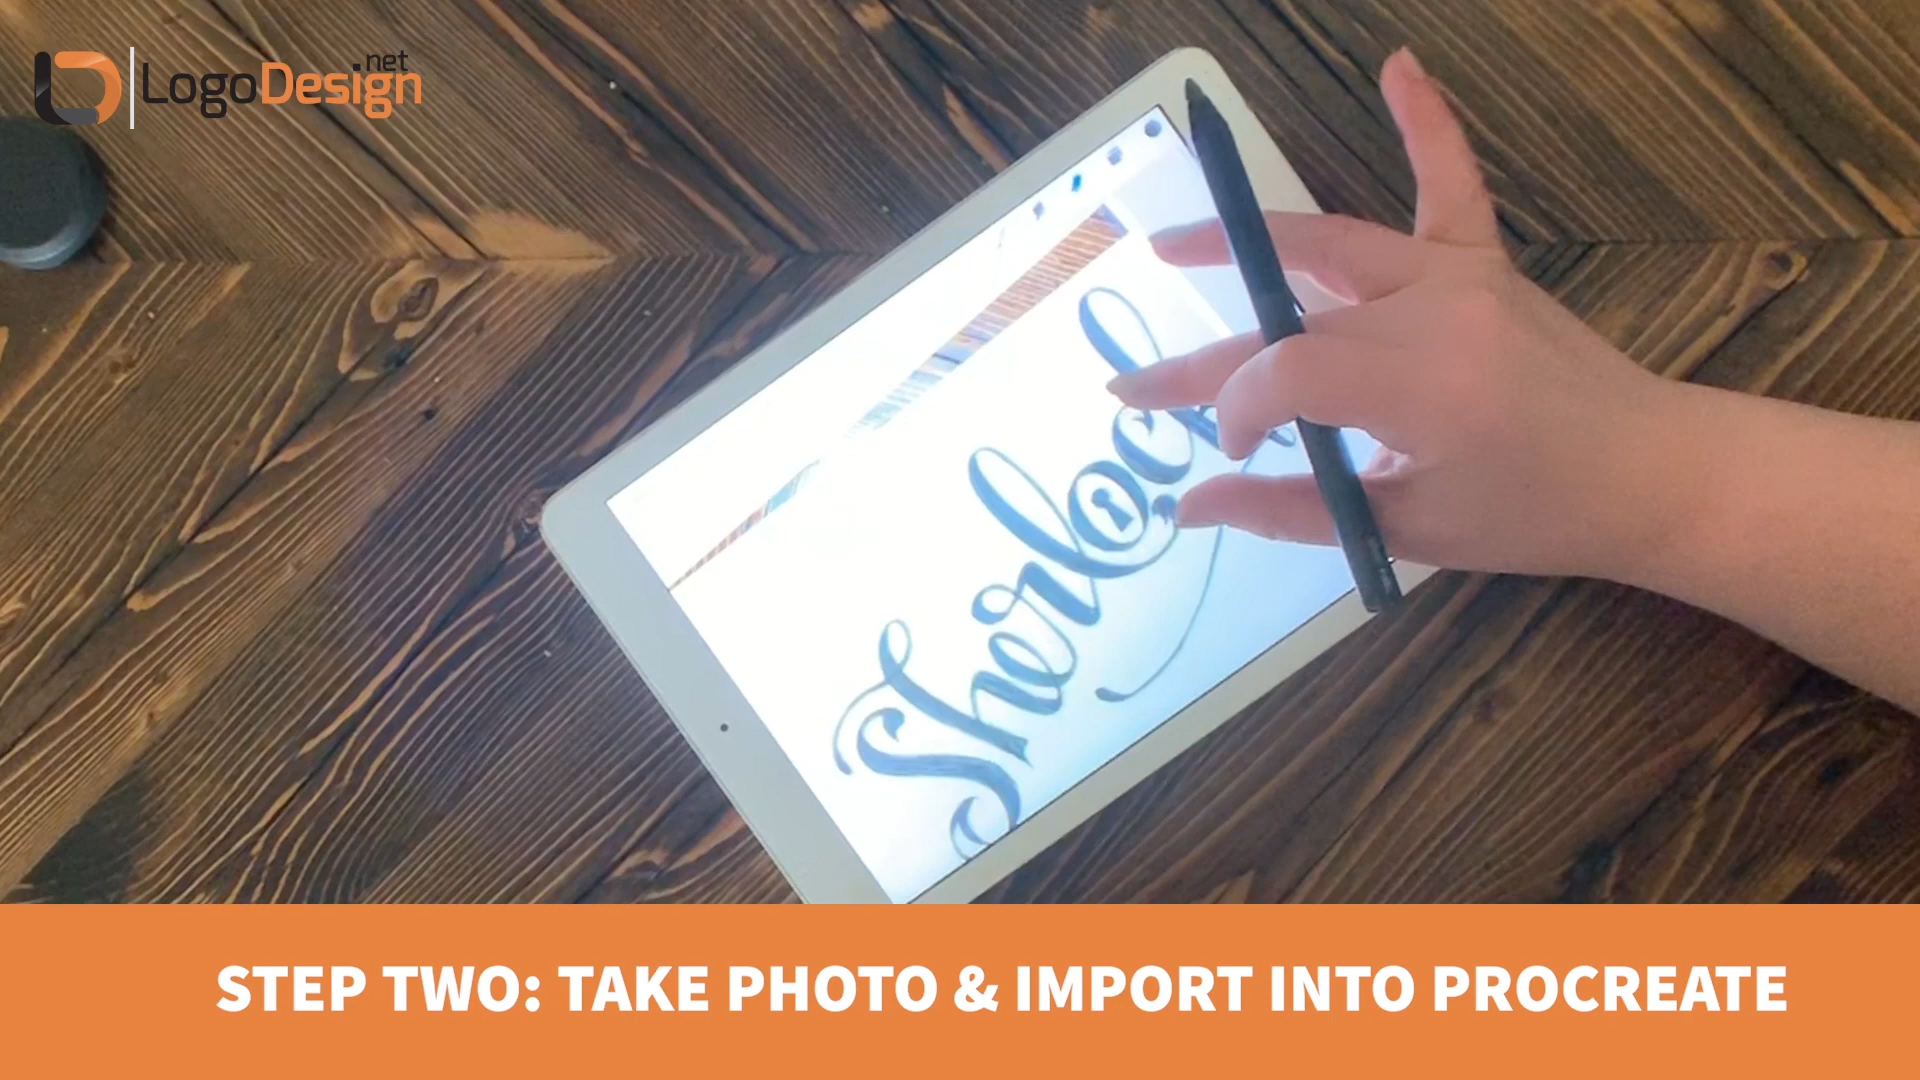 LogoDesign.net
Sherlock
STEP TWO: TAKE PHOTO & IMPORT INTO PROCREATE